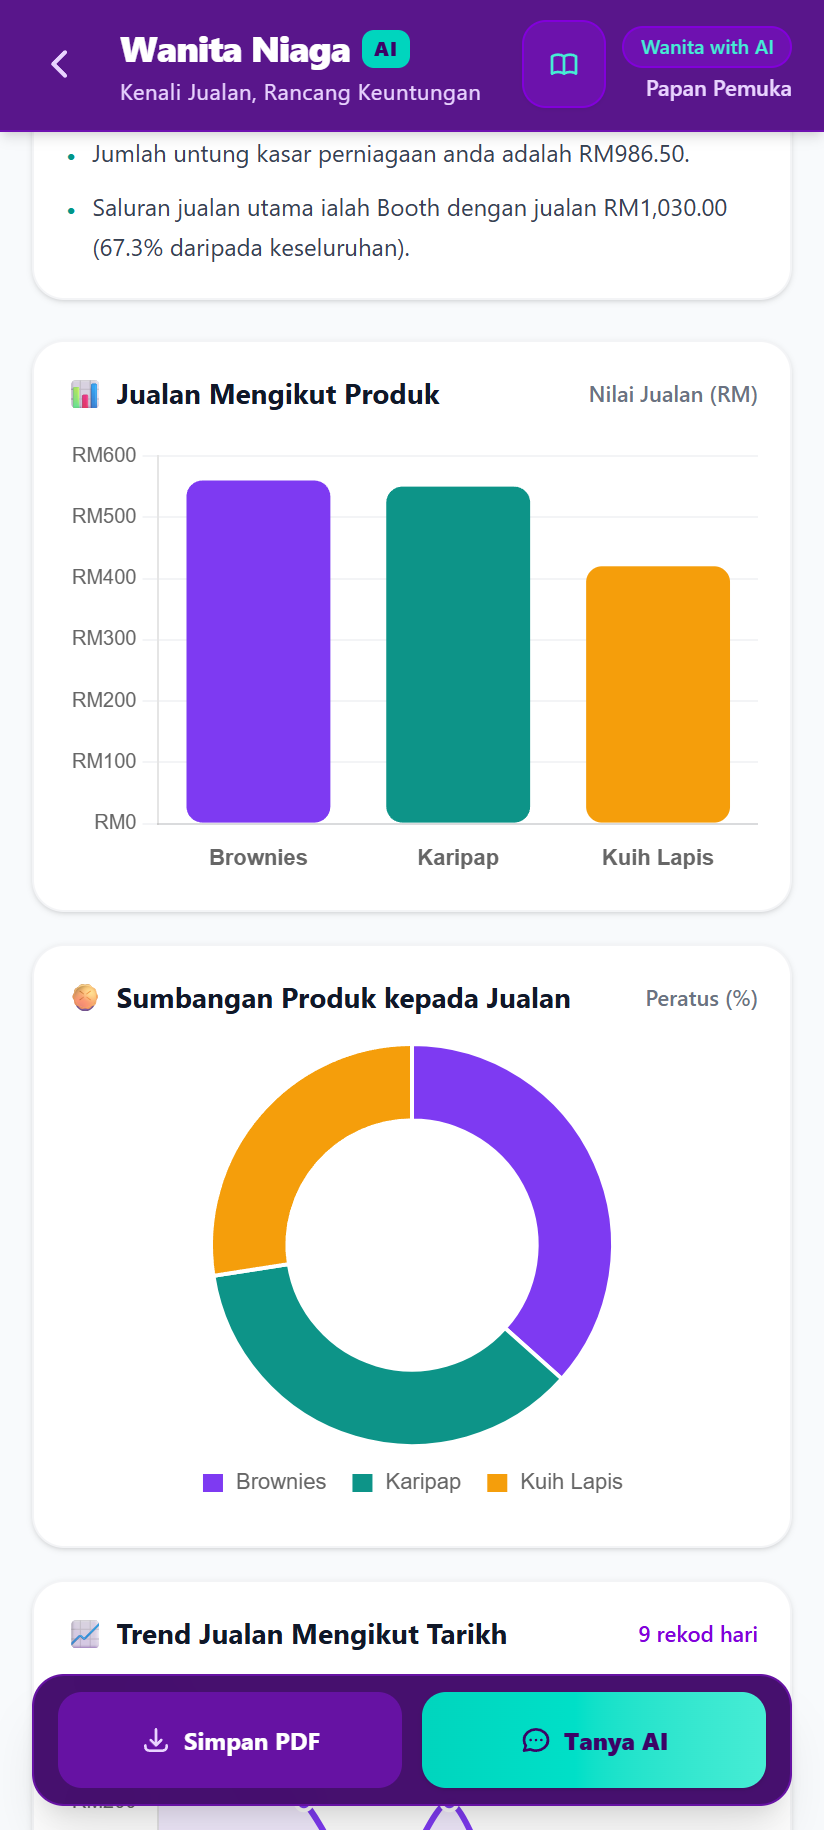 Wanita Niaga AI
Kenali Jualan, Rancang Keuntungan
Wanita with AI
Papan Pemuka
• Jumlah untung kasar perniagaan anda adalah RM986.50.
• Saluran jualan utama ialah Booth dengan jualan RM1,030.00
(67.3% daripada keseluruhan).
Jualan Mengikut Produk
Nilai Jualan (RM)
RM600
RM500
RM400
RM300
RM200
RM100
RM0
Brownies Karipap Kuih Lapis
Sumbangan Produk kepada Jualan
Peratus (%)
Brownies Karipap Kuih Lapis
Trend Jualan Mengikut Tarikh
9 rekod hari
Simpan PDF
Tanya AI